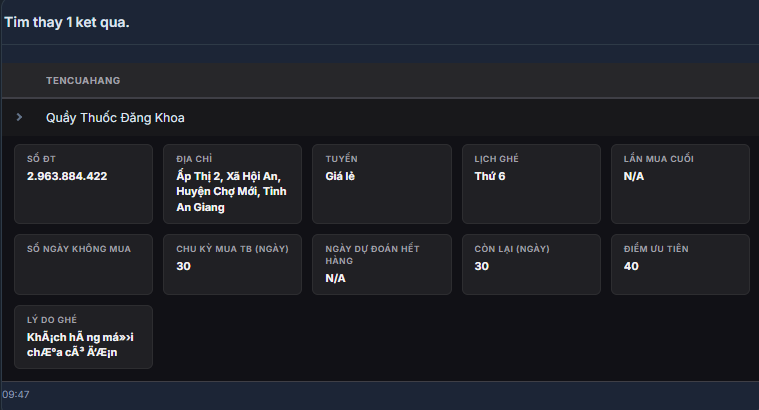 Tim thay 1 ket qua.
TENCUAHANG
Quầy Thuốc Đăng Khoa
SỐ ĐT
2.963.884.422
ĐỊA CHỈ
Ấp Thị 2, Xã Hội An,
Huyện Chợ Mới, Tỉnh
An Giang
TUYẾN
Giá lẻ
LỊCH GHÉ
Thứ 6
LẦN MUA CUỐI
N/A
SỐ NGÀY KHÔNG MUA
CHU KỲ MUA TB (NGÀY)
30
NGÀY DỰ ĐOÁN HẾT
HÀNG
N/A
CÒN LẠI (NGÀY)
30
ĐIỂM ƯU TIÊN
40
LÝ DO GHÉ
KhÃ¡ch hÃ ng má»›i
chÆ°a cÃ³ Ä‘Æ¡n
09:47